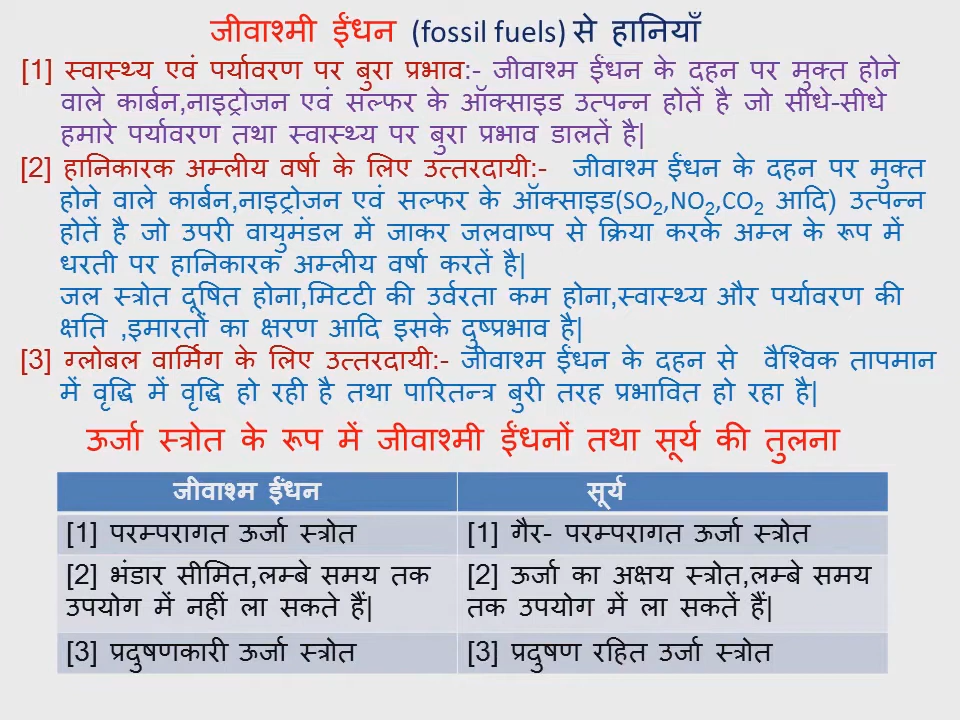 जीवाश्मी ईंधन (fossil fuels) से हानियाँ
[1] स्वास्थ्य एवं पर्यावरण पर बुरा प्रभाव:- जीवाश्म ईंधन के दहन पर मुक्त होने
वाले कार्बन,नाइट्रोजन एवं सल्फर के ऑक्साइड उत्पन्न होतें है जो सीधे-सीधे
हमारे पर्यावरण तथा स्वास्थ्य पर बुरा प्रभाव डालतें है|
[2] हानिकारक अम्लीय वर्षा के लिए उत्तरदायी:- जीवाश्म ईंधन के दहन पर मुक्त
होने वाले कार्बन,नाइट्रोजन एवं सल्फर के ऑक्साइड(SO₂,NO₂,CO₂ आदि) उत्पन्न
होतें है जो उपरी वायुमंडल में जाकर जलवाष्प से क्रिया करके अम्ल के रूप में
धरती पर हानिकारक अम्लीय वर्षा करतें है|
जल स्त्रोत दूषित होना,मिटटी की उर्वरता कम होना,स्वास्थ्य और पर्यावरण की
क्षति ,इमारतों का क्षरण आदि इसके दुष्प्रभाव है|
[3] ग्लोबल वार्मिग के लिए उत्तरदायी:- जीवाश्म ईंधन के दहन से वैश्विक तापमान
में वृद्धि में वृद्धि हो रही है तथा पारितन्त्र बुरी तरह प्रभावित हो रहा है|
ऊर्जा स्त्रोत के रूप में जीवाश्मी ईंधनों तथा सूर्य की तुलना
जीवाश्म ईंधन सूर्य
[1] परम्परागत ऊर्जा स्त्रोत [1] गैर- परम्परागत ऊर्जा स्त्रोत
[2] भंडार सीमित,लम्बे समय तक [2] ऊर्जा का अक्षय स्त्रोत,लम्बे समय
उपयोग में नहीं ला सकते हैं| तक उपयोग में ला सकतें हैं|
[3] प्रदुषणकारी ऊर्जा स्त्रोत [3] प्रदुषण रहित उर्जा स्त्रोत